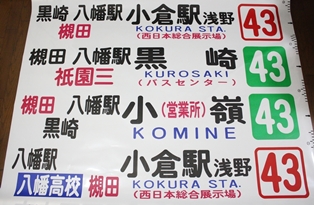 黒崎 八幡駅 小倉駅 浅野 43
槻田 KOKURA STA.
(西日本総合展示場)
槻田 八幡駅 黒崎 43
祇園三 KUROSAKI
(バスセンター)
槻田 八幡駅 小(営業所)嶺 43
黒崎 KOMINE
八幡駅 小倉駅 浅野 43
八幡高校 槻田 KOKURA STA.
(西日本総合展示場)